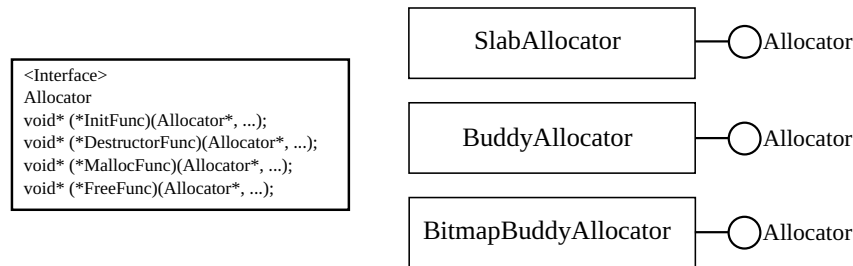 <Interface>
Allocator
void* (*InitFunc)(Allocator*, ...);
void* (*DestructorFunc)(Allocator*, ...);
void* (*MallocFunc)(Allocator*, ...);
void* (*FreeFunc)(Allocator*, ...);
SlabAllocator
Allocator
BuddyAllocator
Allocator
BitmapBuddyAllocator
Allocator